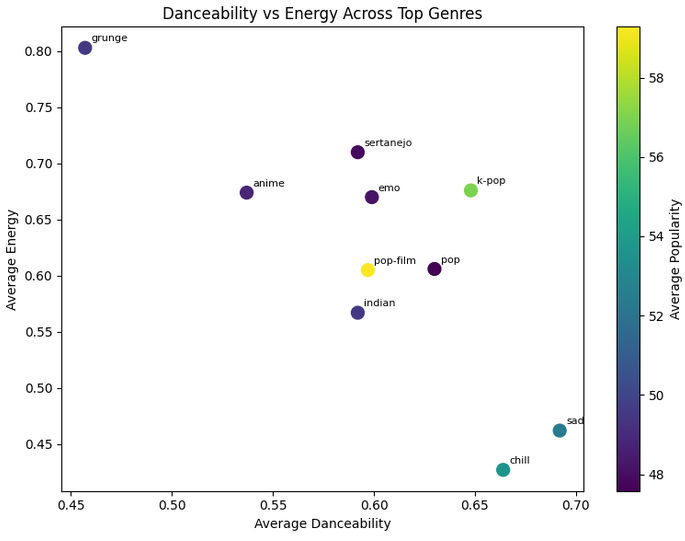 Danceability vs Energy Across Top Genres
grunge
sertanejo
anime
emo
k-pop
pop-film
pop
indian
sad
chill
0.80
0.75
0.70
0.65
0.60
0.55
0.50
0.45
Average Energy
0.45 0.50 0.55 0.60 0.65 0.70
Average Danceability
58
56
54
52
50
48
Average Popularity